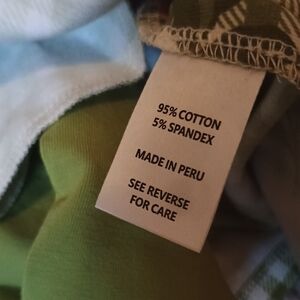 95% COTTON
5% SPANDEX
MADE IN PERU
SEE REVERSE
FOR CARE